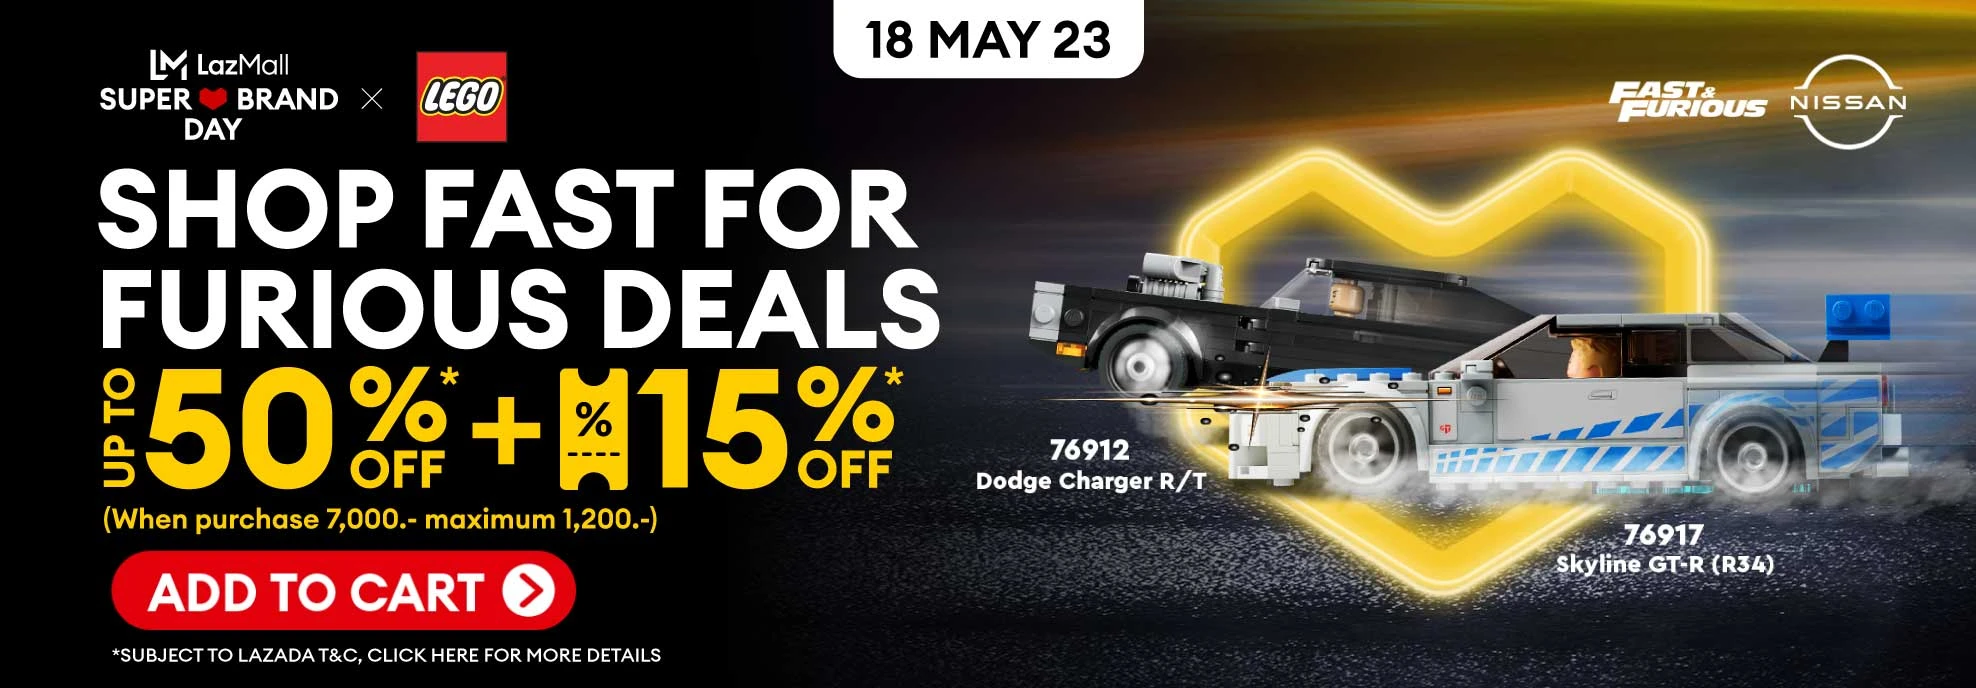 18 MAY 23
LM LazMall
SUPER BRAND
DAY
×
LEGO
FAST &
FURIOUS
NISSAN
SHOP FAST FOR
FURIOUS DEALS
UP TO 50%* OFF + % 15%* OFF
(When purchase 7,000.- maximum 1,200.-)
ADD TO CART
*SUBJECT TO LAZADA T&C, CLICK HERE FOR MORE DETAILS
76912
Dodge Charger R/T
76917
Skyline GT-R (R34)